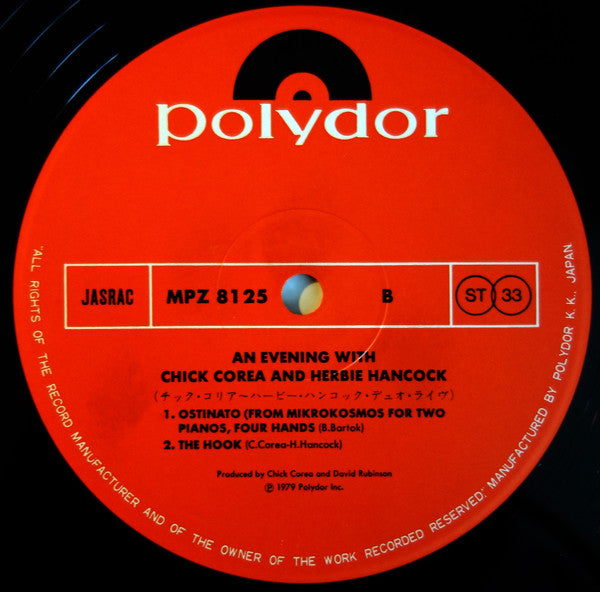 polydor
JASRAC
MPZ 8125
B
ST 33
AN EVENING WITH
CHICK COREA AND HERBIE HANCOCK
(チック・コリア〜ハービー・ハンコック・デュオ・ライヴ)
1. OSTINATO (FROM MIKROKOSMOS FOR TWO
PIANOS, FOUR HANDS (B.Bartok)
2. THE HOOK (C.Corea-H.Hancock)
Produced by Chick Corea and David Rubinson
Ⓟ 1979 Polydor Inc.
"ALL RIGHTS OF THE RECORD MANUFACTURER AND OF THE OWNER OF THE WORK RECORDED RESERVED." MANUFACTURED BY POLYDOR K.K., JAPAN.